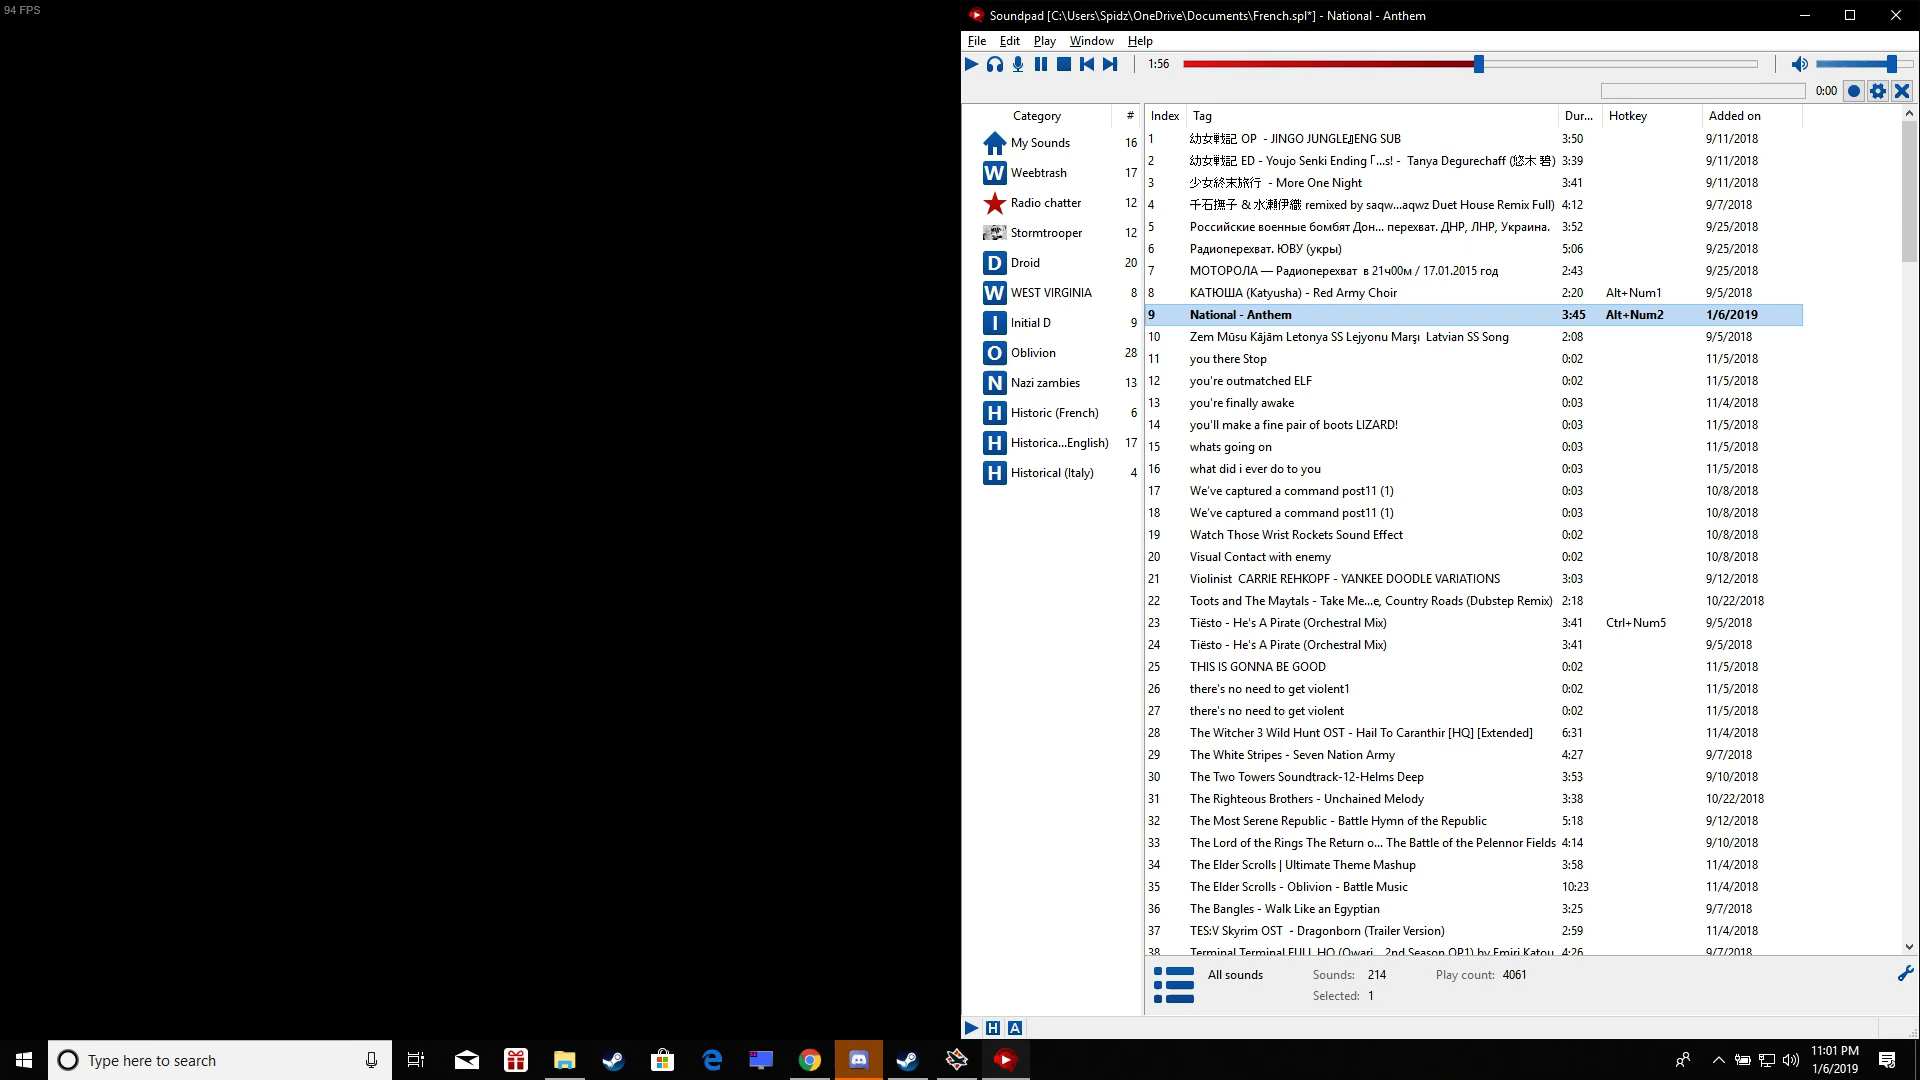 94 FPS
Soundpad [C:\Users\Spidz\OneDrive\Documents\French.spl*] - National - Anthem
File Edit Play Window Help
1:56
0:00
Category #
My Sounds 16
Weebtrash 17
Radio chatter 12
Stormtrooper 12
Droid 20
WEST VIRGINIA 8
Initial D 9
Oblivion 28
Nazi zambies 13
Historic (French) 6
Historica...English) 17
Historical (Italy) 4
Index Tag Dur... Hotkey Added on
1 幼女戦記 OP - JINGO JUNGLE』ENG SUB 3:50 9/11/2018
2 幼女戦記 ED - Youjo Senki Ending「...s! - Tanya Degurechaff (悠木 碧) 3:39 9/11/2018
3 少女終末旅行 - More One Night 3:41 9/11/2018
4 千石撫子 & 水瀬伊織 remixed by saqw...aqwz Duet House Remix Full) 4:12 9/7/2018
5 Российские военные бомбят Дон... перехват. ДНР, ЛНР, Украина. 3:52 9/25/2018
6 Радиоперехват. ЮВУ (укры) 5:06 9/25/2018
7 МОТОРОЛА — Радиоперехват в 21ч00м / 17.01.2015 год 2:43 9/25/2018
8 КАТЮША (Katyusha) - Red Army Choir 2:20 Alt+Num1 9/5/2018
9 National - Anthem 3:45 Alt+Num2 1/6/2019
10 Zem Mūsu Kājām Letonya SS Lejyonu Marşı Latvian SS Song 2:08 9/5/2018
11 you there Stop 0:02 11/5/2018
12 you're outmatched ELF 0:02 11/5/2018
13 you're finally awake 0:03 11/4/2018
14 you'll make a fine pair of boots LIZARD! 0:03 11/5/2018
15 whats going on 0:03 11/5/2018
16 what did i ever do to you 0:03 11/5/2018
17 We've captured a command post11 (1) 0:03 10/8/2018
18 We've captured a command post11 (1) 0:03 10/8/2018
19 Watch Those Wrist Rockets Sound Effect 0:02 10/8/2018
20 Visual Contact with enemy 0:02 10/8/2018
21 Violinist CARRIE REHKOPF - YANKEE DOODLE VARIATIONS 3:03 9/12/2018
22 Toots and The Maytals - Take Me...e, Country Roads (Dubstep Remix) 2:18 10/22/2018
23 Tiësto - He's A Pirate (Orchestral Mix) 3:41 Ctrl+Num5 9/5/2018
24 Tiësto - He's A Pirate (Orchestral Mix) 3:41 9/5/2018
25 THIS IS GONNA BE GOOD 0:02 11/5/2018
26 there's no need to get violent1 0:02 11/5/2018
27 there's no need to get violent 0:02 11/5/2018
28 The Witcher 3 Wild Hunt OST - Hail To Caranthir [HQ] [Extended] 6:31 11/4/2018
29 The White Stripes - Seven Nation Army 4:27 9/7/2018
30 The Two Towers Soundtrack-12-Helms Deep 3:53 9/10/2018
31 The Righteous Brothers - Unchained Melody 3:38 10/22/2018
32 The Most Serene Republic - Battle Hymn of the Republic 5:18 9/12/2018
33 The Lord of the Rings The Return o... The Battle of the Pelennor Fields 4:14 9/10/2018
34 The Elder Scrolls | Ultimate Theme Mashup 3:58 11/4/2018
35 The Elder Scrolls - Oblivion - Battle Music 10:23 11/4/2018
36 The Bangles - Walk Like an Egyptian 3:25 9/7/2018
37 TES:V Skyrim OST - Dragonborn (Trailer Version) 2:59 11/4/2018
38 Terminal Terminal FULL HQ (Owari... 2nd Season OP1) by Emiri Katou 4:26 9/7/2018
All sounds Sounds: 214 Play count: 4061
Selected: 1
H A
Type here to search
11:01 PM
1/6/2019